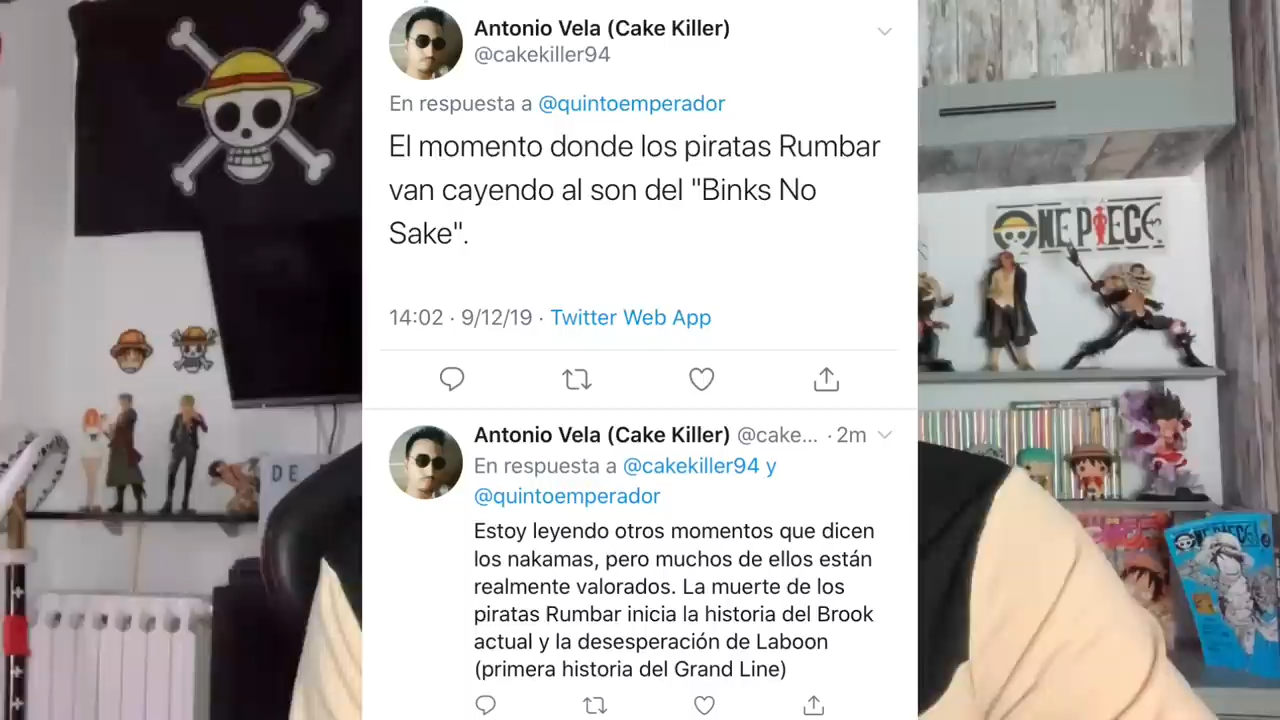 Antonio Vela (Cake Killer)
@cakekiller94
En respuesta a @quintoemperador
El momento donde los piratas Rumbar
van cayendo al son del "Binks No
Sake".
14:02 · 9/12/19 · Twitter Web App
Antonio Vela (Cake Killer) @cake... · 2m
En respuesta a @cakekiller94 y
@quintoemperador
Estoy leyendo otros momentos que dicen
los nakamas, pero muchos de ellos están
realmente valorados. La muerte de los
piratas Rumbar inicia la historia del Brook
actual y la desesperación de Laboon
(primera historia del Grand Line)
ONE PIECE
DE
ONE PIECE